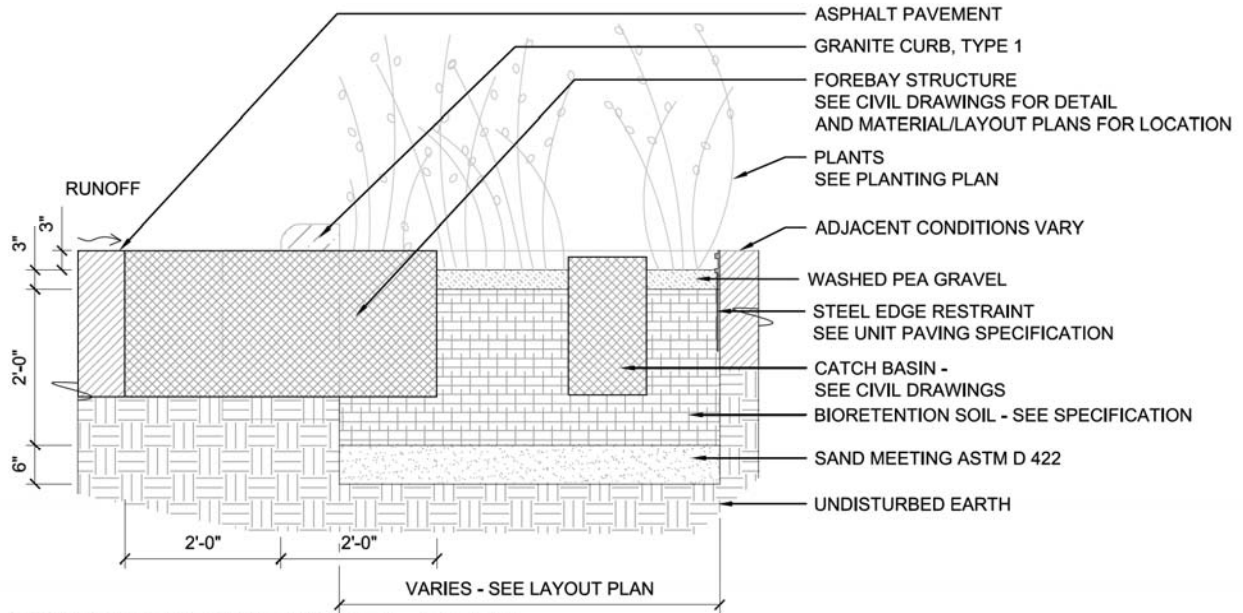 ASPHALT PAVEMENT
GRANITE CURB, TYPE 1
FOREBAY STRUCTURE
SEE CIVIL DRAWINGS FOR DETAIL
AND MATERIAL/LAYOUT PLANS FOR LOCATION
PLANTS
SEE PLANTING PLAN
RUNOFF
ADJACENT CONDITIONS VARY
3"
3"
WASHED PEA GRAVEL
STEEL EDGE RESTRAINT
SEE UNIT PAVING SPECIFICATION
2'-0"
CATCH BASIN -
SEE CIVIL DRAWINGS
BIORETENTION SOIL - SEE SPECIFICATION
6"
SAND MEETING ASTM D 422
UNDISTURBED EARTH
2'-0"
2'-0"
VARIES - SEE LAYOUT PLAN